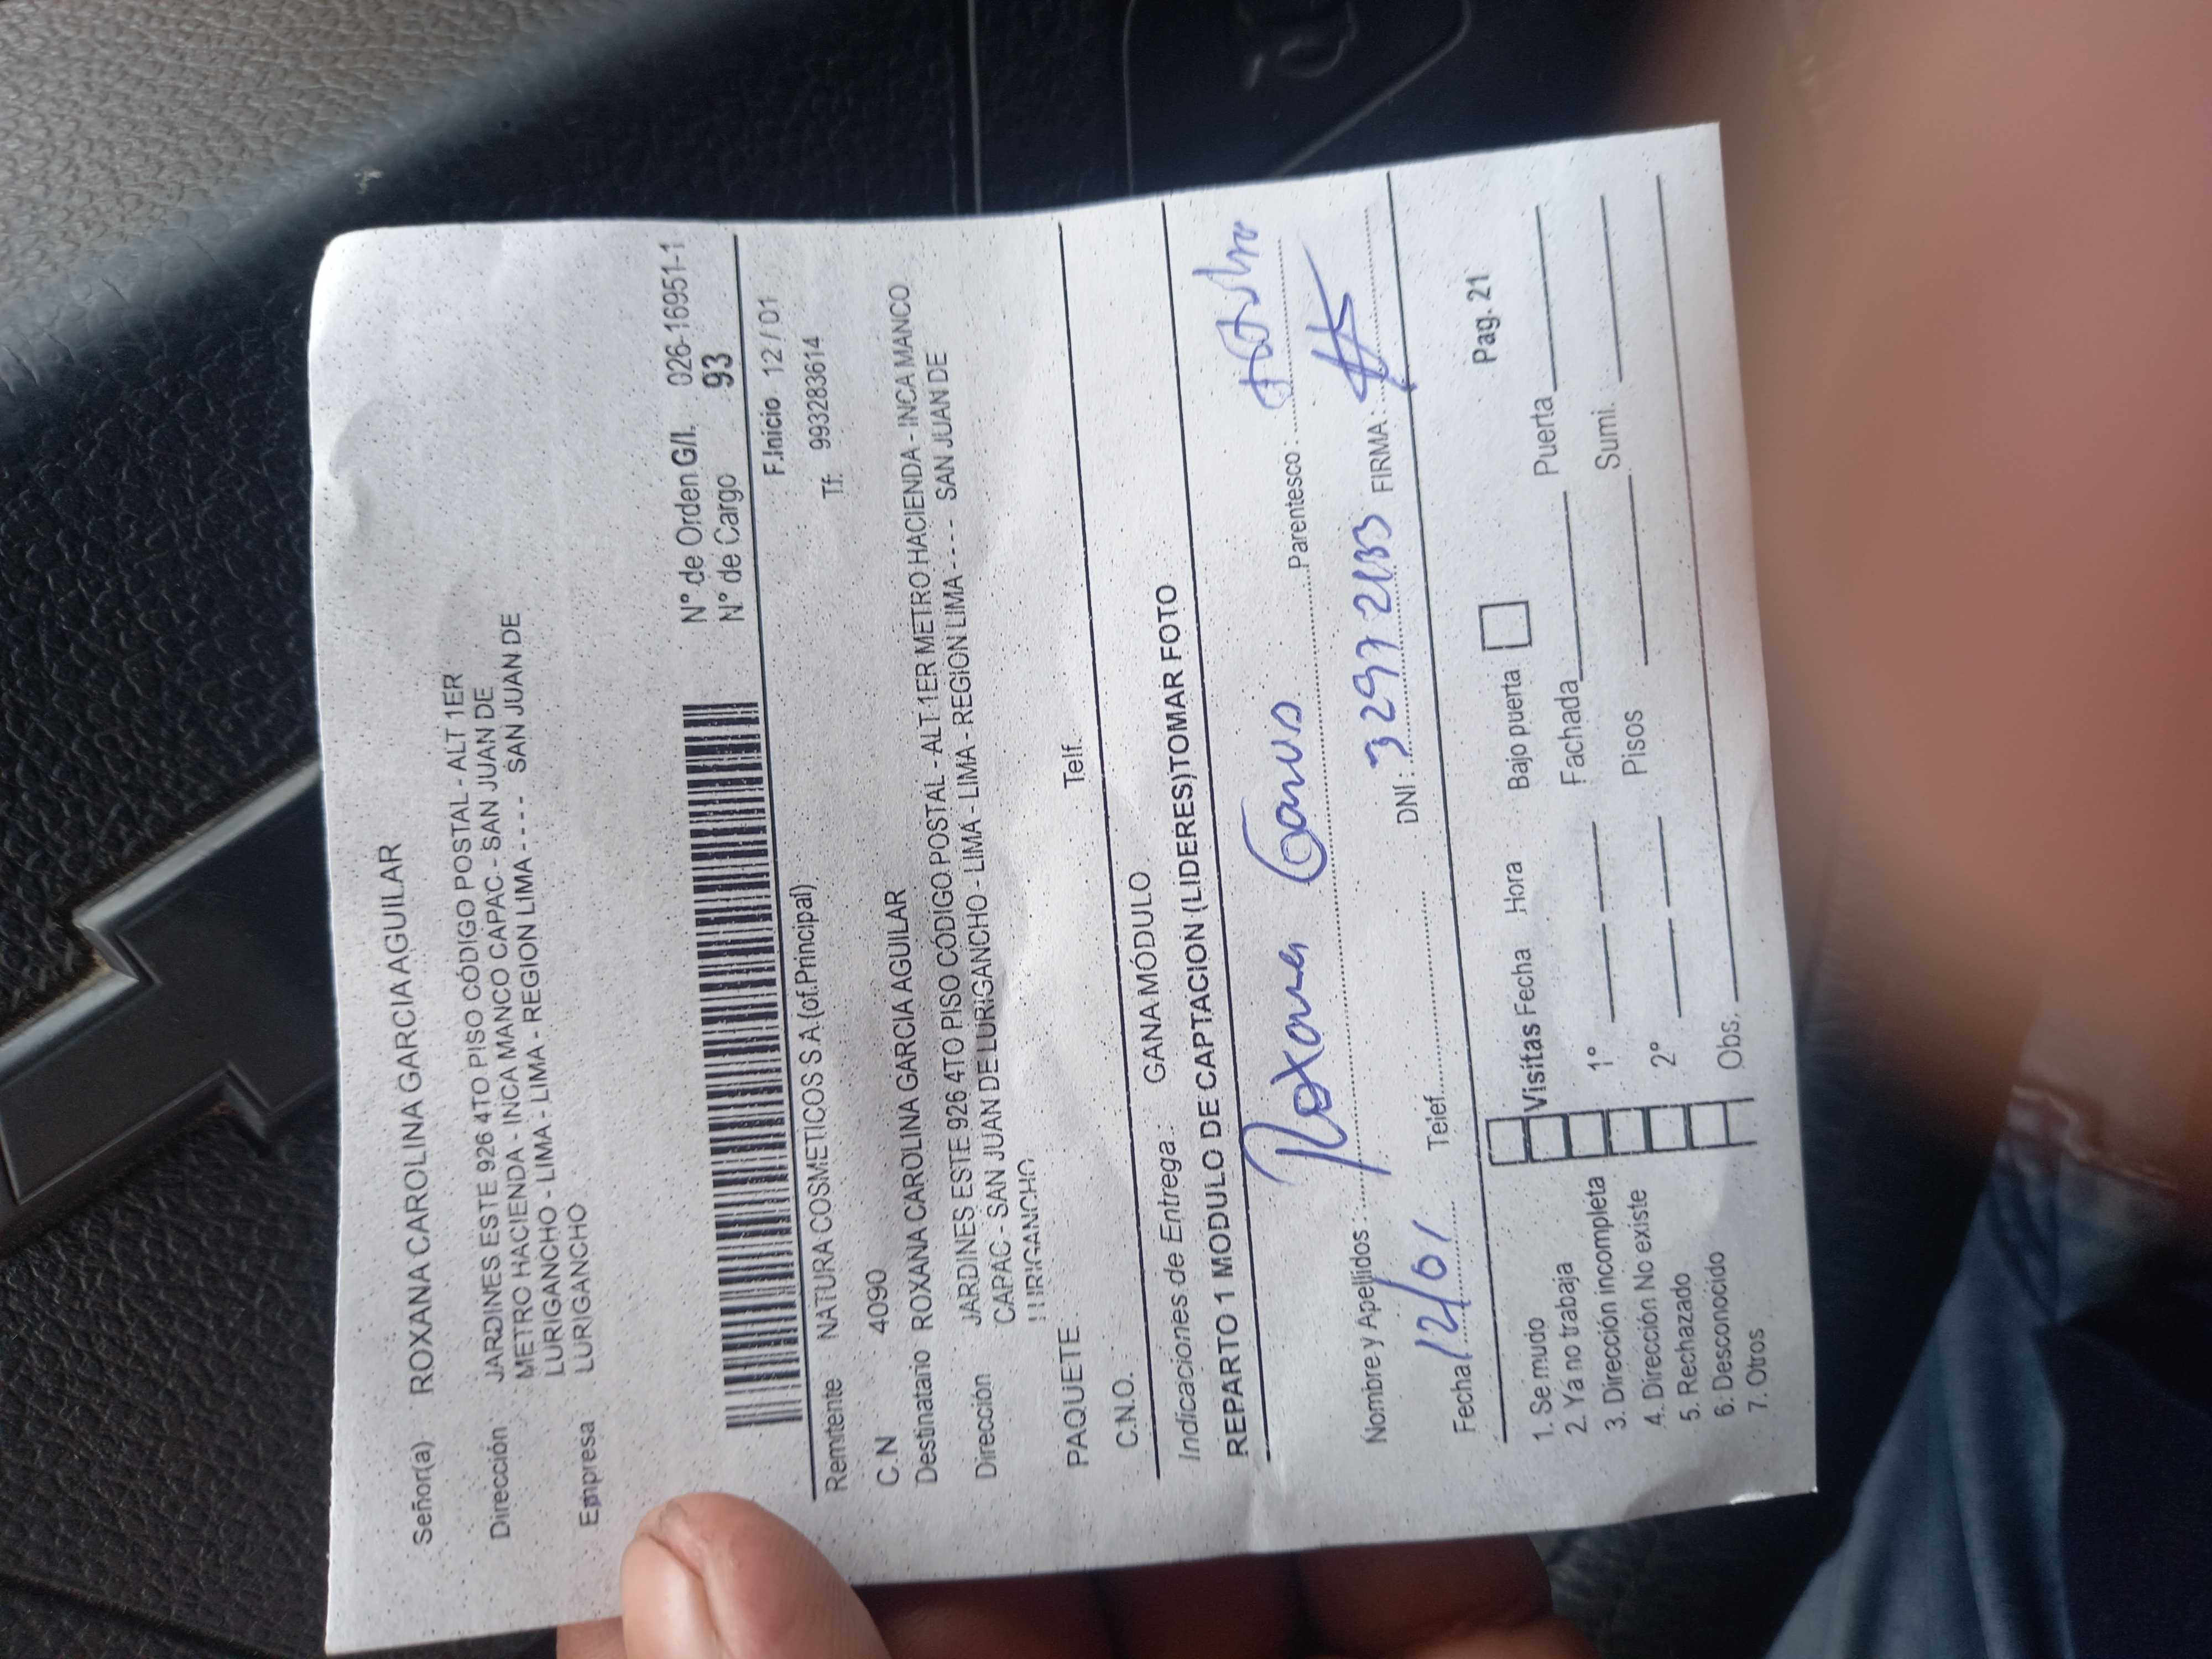 Señor(a) ROXANA CAROLINA GARCIA AGUILAR
Dirección JARDINES ESTE 926 4TO PISO CÓDIGO POSTAL - ALT 1ER
METRO HACIENDA - INCA MANCO CAPAC - SAN JUAN DE
LURIGANCHO - LIMA - LIMA - REGION LIMA - - - - SAN JUAN DE
Empresa LURIGANCHO
N° de Orden G/I. 026-16951-1
N° de Cargo 93
F.Inicio 12 / 01
Remitente NATURA COSMETICOS S A (of.Principal) Tf: 993283614
C.N 4090
Destinatario ROXANA CAROLINA GARCIA AGUILAR
Dirección JARDINES ESTE 926 4TO PISO CÓDIGO POSTAL - ALT 1ER METRO HACIENDA - INCA MANCO
CAPAC - SAN JUAN DE LURIGANCHO - LIMA - LIMA - REGION LIMA - - - - SAN JUAN DE
LURIGANCHO
PAQUETE Telf.
C.N.O.
Indicaciones de Entrega : GANA MÓDULO
REPARTO 1 MODULO DE CAPTACION (LIDERES)TOMAR FOTO
Nombre y Apellidos : Roxana Parentesco :
Fecha 12/01 Telef. DNI : FIRMA :
Pag. 21
1. Se mudo Visitas Fecha Hora Bajo puerta
2. Ya no trabaja 1° Fachada Puerta
3. Dirección incompleta
4. Dirección No existe 2° Pisos Sumi.
5. Rechazado
6. Desconocido Obs.
7. Otros